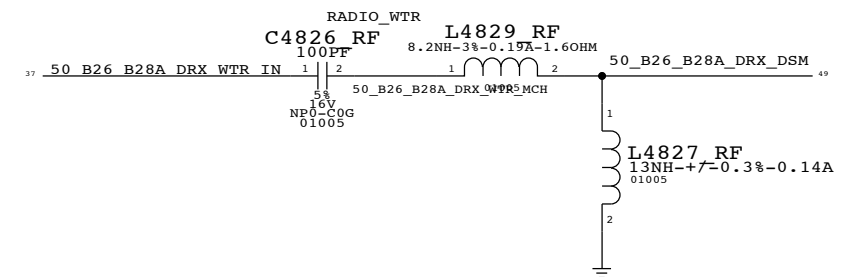 RADIO_WTR
C4826_RF
100PF
L4829_RF
8.2NH-3%-0.19A-1.6OHM
37
50_B26_B28A_DRX_WTR_IN
1
2
1
2
50_B26_B28A_DRX_DSM
49
5%
16V
NP0-C0G
01005
50_B26_B28A_DRX_WTR_MCH
01005
1
L4827_RF
13NH-+/-0.3%-0.14A
01005
2